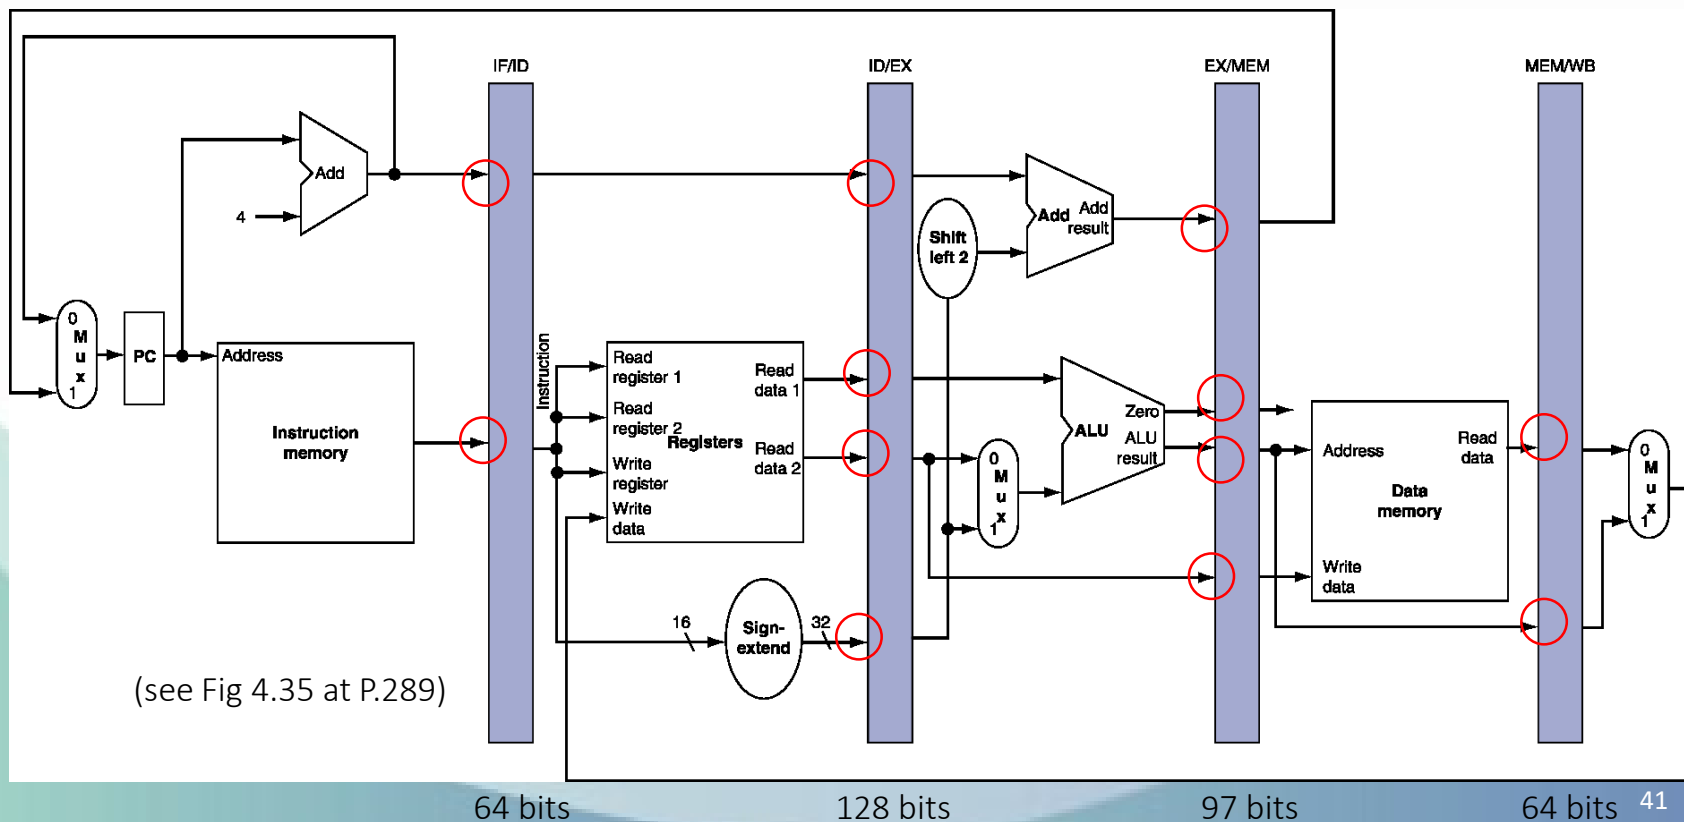 IF/ID
ID/EX
EX/MEM
MEM/WB
Add
4
Shift
left 2
Add
Add
result
0
M
u
x
1
PC
Address
Instruction
memory
Instruction
Read
register 1
Read
register 2
Registers
Write
register
Write
data
Read
data 1
Read
data 2
0
M
u
x
1
ALU
Zero
ALU
result
Address
Read
data
Data
memory
Write
data
0
M
u
x
1
16
Sign-
extend
32
(see Fig 4.35 at P.289)
64 bits
128 bits
97 bits
64 bits
41